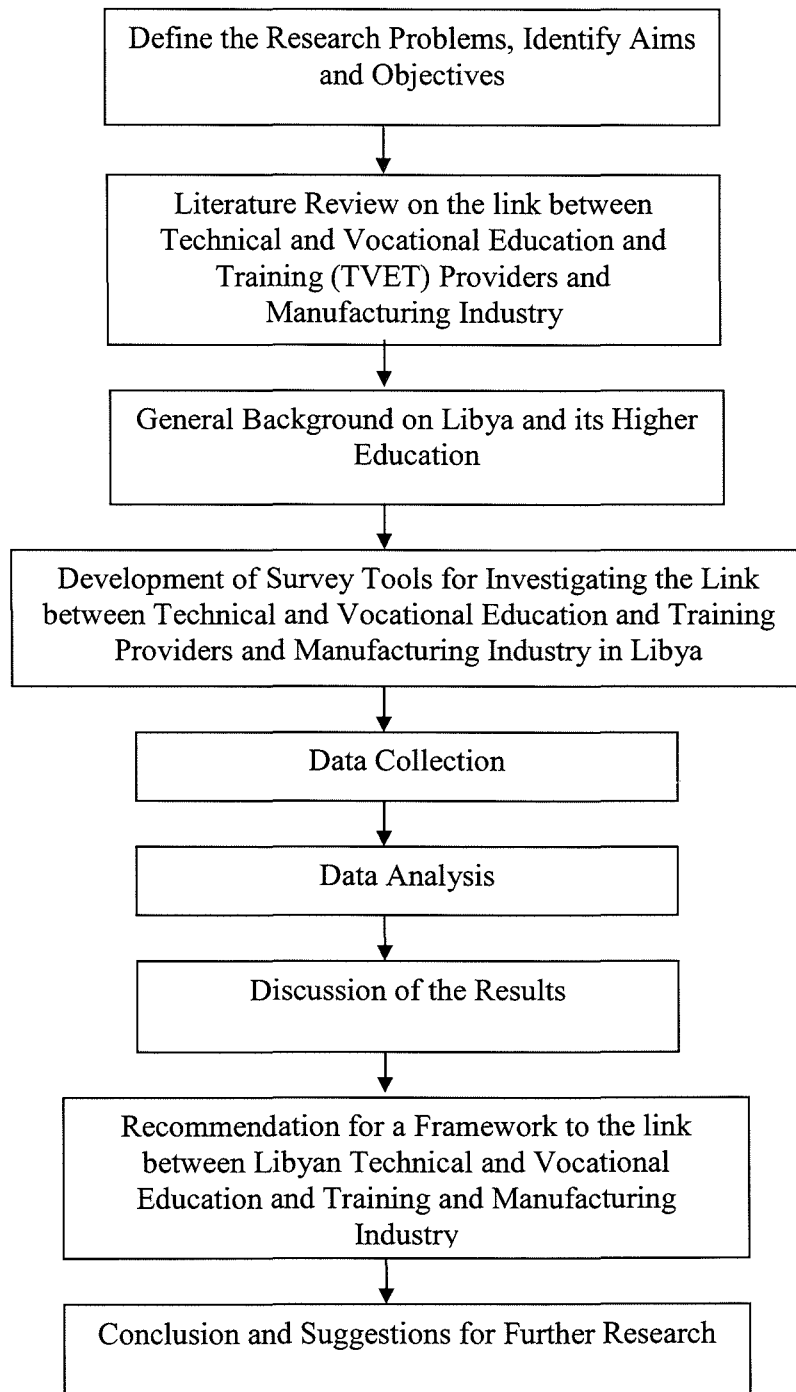 Define the Research Problems, Identify Aims
and Objectives
Literature Review on the link between
Technical and Vocational Education and
Training (TVET) Providers and
Manufacturing Industry
General Background on Libya and its Higher
Education
Development of Survey Tools for Investigating the Link
between Technical and Vocational Education and Training
Providers and Manufacturing Industry in Libya
Data Collection
Data Analysis
Discussion of the Results
Recommendation for a Framework to the link
between Libyan Technical and Vocational
Education and Training and Manufacturing
Industry
Conclusion and Suggestions for Further Research